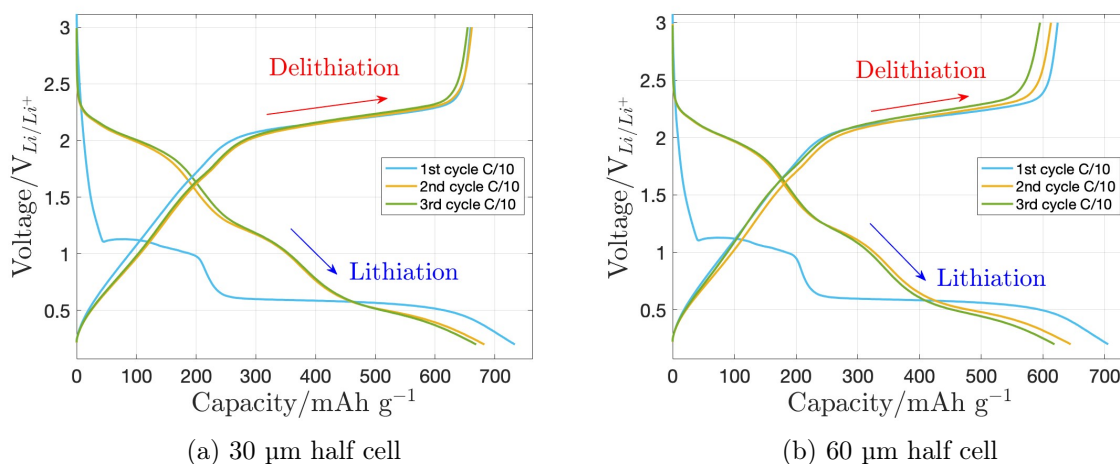 3
2.5
2
1.5
1
0.5
0 100 200 300 400 500 600 700
Voltage/V_{Li/Li^+}
Capacity/mAh g⁻¹
Delithiation
Lithiation
1st cycle C/10
2nd cycle C/10
3rd cycle C/10
(a) 30 µm half cell
3
2.5
2
1.5
1
0.5
0 100 200 300 400 500 600 700
Voltage/V_{Li/Li^+}
Capacity/mAh g⁻¹
Delithiation
Lithiation
1st cycle C/10
2nd cycle C/10
3rd cycle C/10
(b) 60 µm half cell